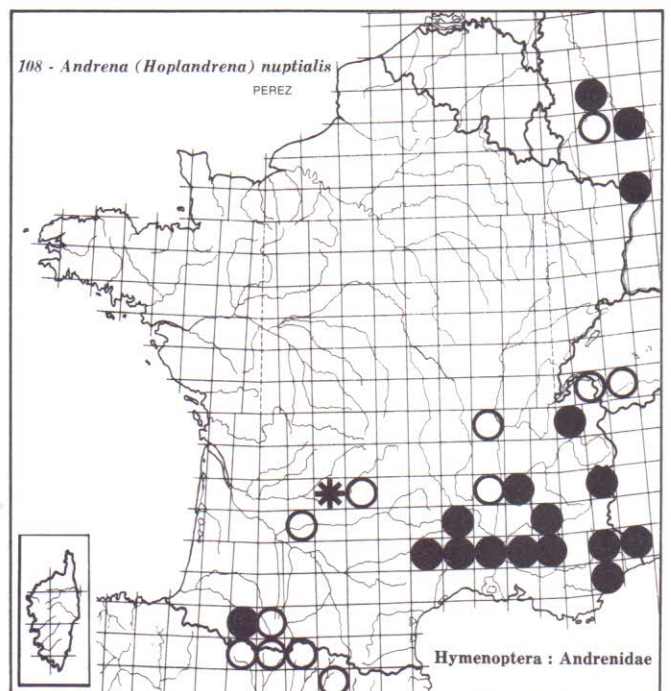 108 - Andrena (Hoplandrena) nuptialis
PEREZ
Hymenoptera : Andrenidae